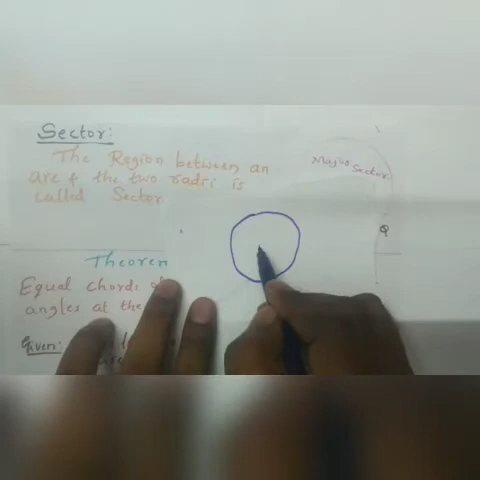 Sector:
The Region between an
arc & the two radii is
called Sector
Major Sector
Q
Theorem
Equal chords
angles at the
Given: